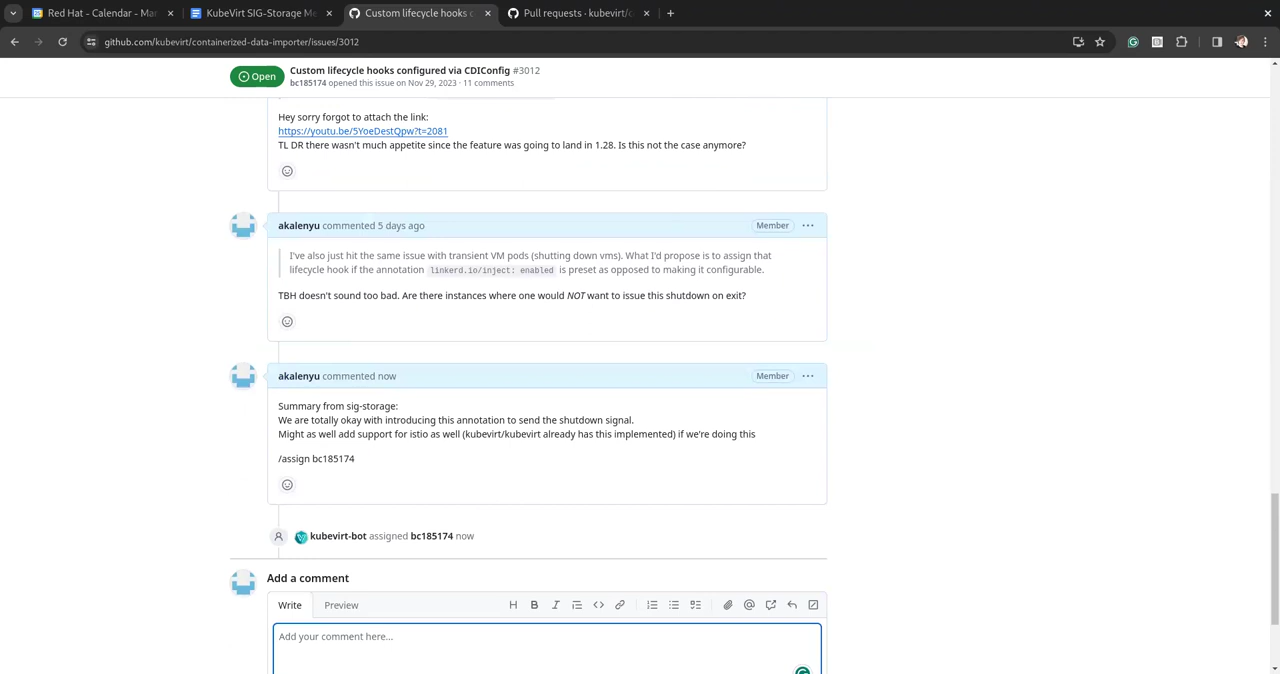 Red Hat - Calendar - Mar
KubeVirt SIG-Storage Me
Custom lifecycle hooks c
Pull requests · kubevirt/c
github.com/kubevirt/containerized-data-importer/issues/3012
Open
Custom lifecycle hooks configured via CDIConfig #3012
bc185174 opened this issue on Nov 29, 2023 · 11 comments
Hey sorry forgot to attach the link:
https://youtu.be/5YoeDestQpw?t=2081
TL DR there wasn't much appetite since the feature was going to land in 1.28. Is this not the case anymore?
akalenyu commented 5 days ago
Member
I've also just hit the same issue with transient VM pods (shutting down vms). What I'd propose is to assign that
lifecycle hook if the annotation linkerd.io/inject: enabled is preset as opposed to making it configurable.
TBH doesn't sound too bad. Are there instances where one would NOT want to issue this shutdown on exit?
akalenyu commented now
Member
Summary from sig-storage:
We are totally okay with introducing this annotation to send the shutdown signal.
Might as well add support for istio as well (kubevirt/kubevirt already has this implemented) if we're doing this
/assign bc185174
kubevirt-bot assigned bc185174 now
Add a comment
Write
Preview
Add your comment here...